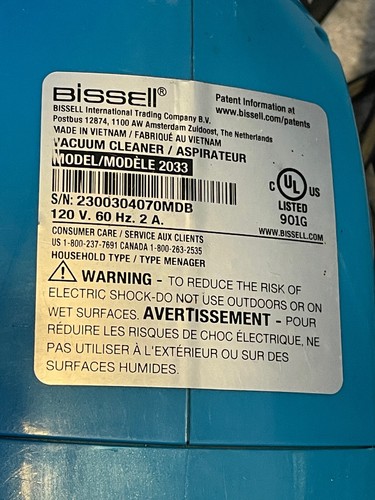 BISSELL®
Patent Information at
www.bissell.com/patents
BISSELL International Trading Company B.V.
Postbus 12874, 1100 AW Amsterdam Zuidoost, The Netherlands
MADE IN VIETNAM / FABRIQUÉ AU VIETNAM
VACUUM CLEANER / ASPIRATEUR
MODEL/MODÈLE 2033
S/N: 2300304070MDB
120 V. 60 Hz. 2 A.
C UL US
LISTED
901G
WWW.BISSELL.COM
CONSUMER CARE / SERVICE AUX CLIENTS
US 1-800-237-7691 CANADA 1-800-263-2535
HOUSEHOLD TYPE / TYPE MENAGER
WARNING - TO REDUCE THE RISK OF
ELECTRIC SHOCK-DO NOT USE OUTDOORS OR ON
WET SURFACES. AVERTISSEMENT - POUR
RÉDUIRE LES RISQUES DE CHOC ÉLECTRIQUE, NE
PAS UTILISER À L'EXTÉRIEUR OU SUR DES
SURFACES HUMIDES.